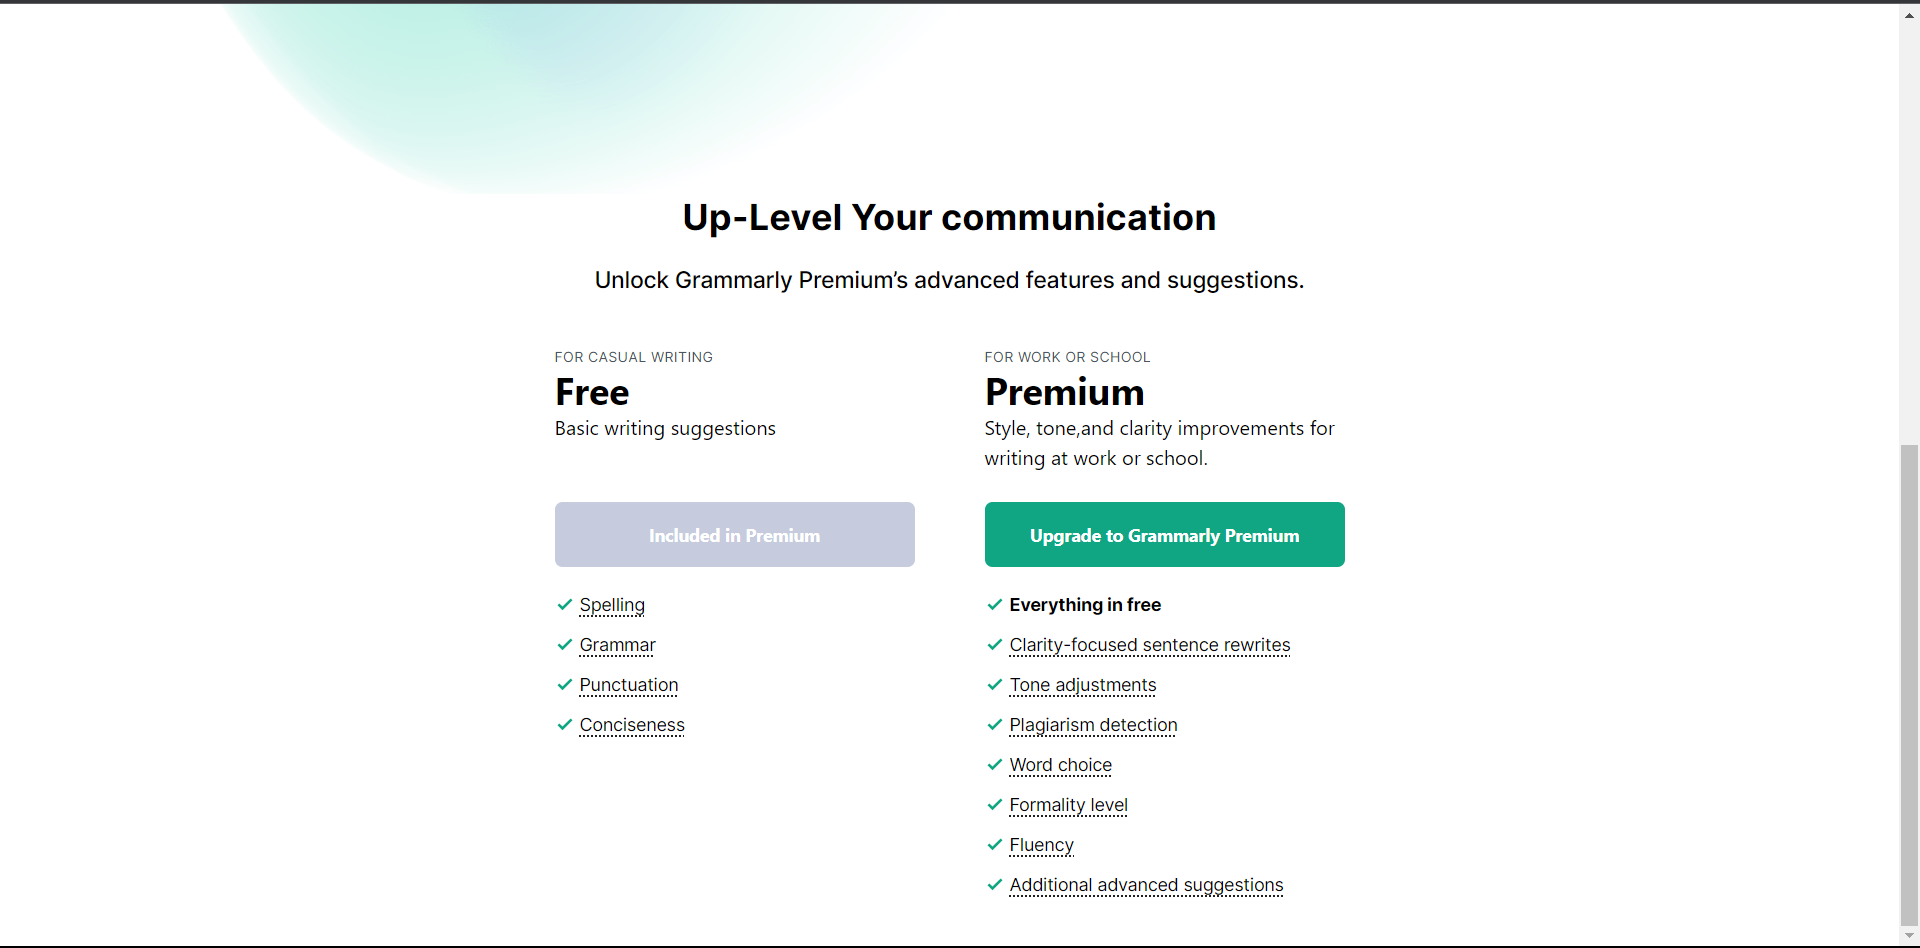 Up-Level Your communication
Unlock Grammarly Premium’s advanced features and suggestions.
FOR CASUAL WRITING
Free
Basic writing suggestions
Included in Premium
Spelling
Grammar
Punctuation
Conciseness
FOR WORK OR SCHOOL
Premium
Style, tone,and clarity improvements for
writing at work or school.
Upgrade to Grammarly Premium
Everything in free
Clarity-focused sentence rewrites
Tone adjustments
Plagiarism detection
Word choice
Formality level
Fluency
Additional advanced suggestions